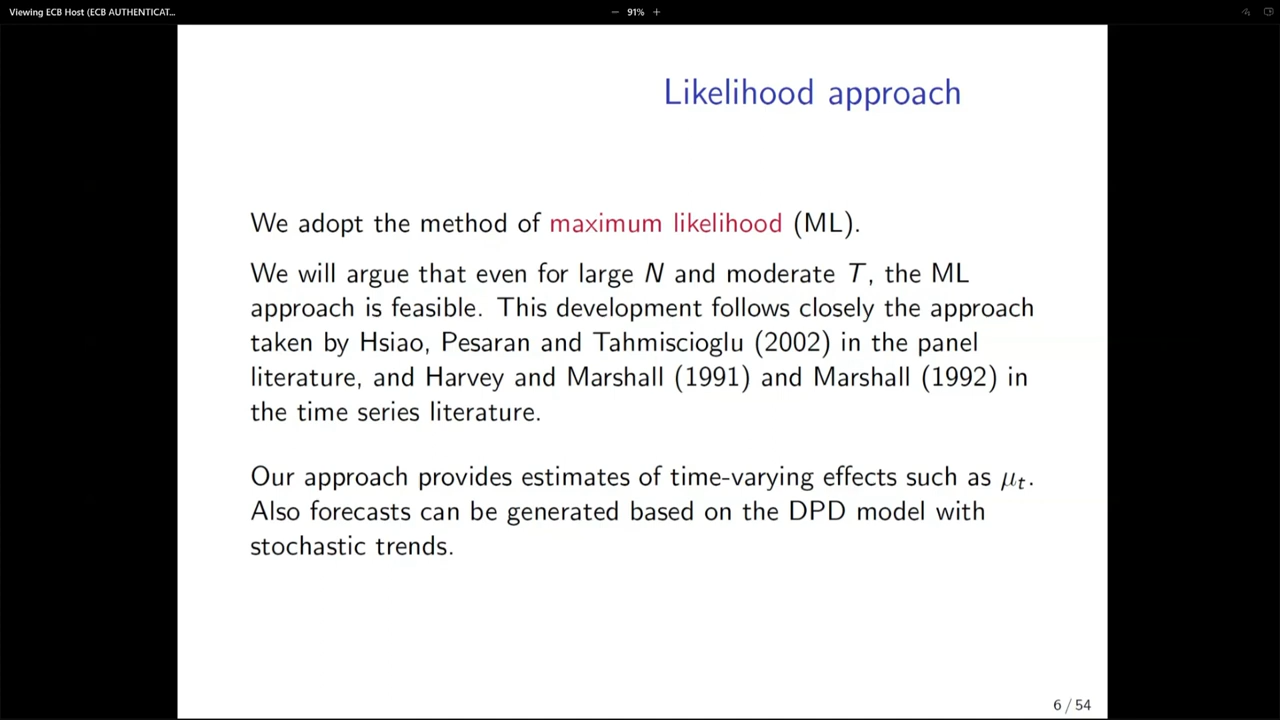 Viewing ECB Host (ECB AUTHENTICAT...
− 91% +
Likelihood approach
We adopt the method of maximum likelihood (ML).
We will argue that even for large N and moderate T, the ML
approach is feasible. This development follows closely the approach
taken by Hsiao, Pesaran and Tahmiscioglu (2002) in the panel
literature, and Harvey and Marshall (1991) and Marshall (1992) in
the time series literature.
Our approach provides estimates of time-varying effects such as μₜ.
Also forecasts can be generated based on the DPD model with
stochastic trends.
6 / 54